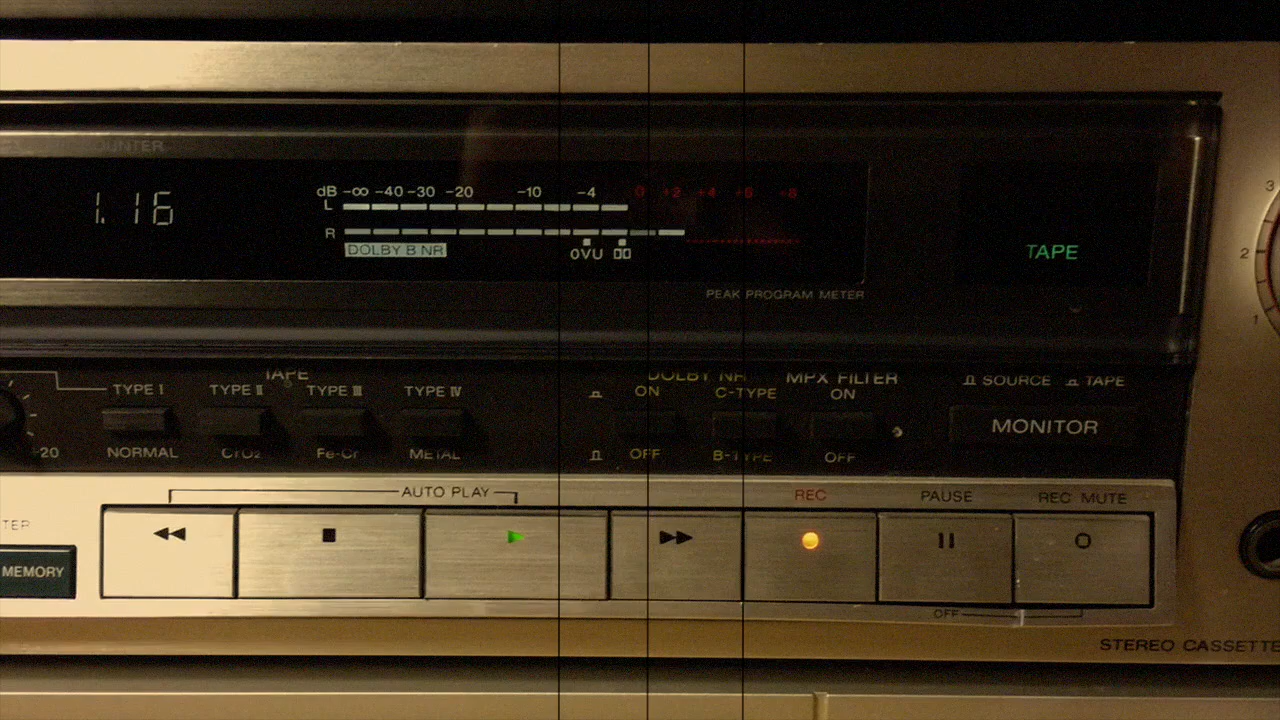 COUNTER
1.16
dB -∞ -40 -30 -20 -10 -4 0 +2 +4 +6 +8
L
R
DOLBY B NR
0VU
TAPE
PEAK PROGRAM METER
TAPE
DOLBY NR
MPX FILTER
SOURCE TAPE
TYPE I TYPE II TYPE III TYPE IV
ON C-TYPE ON
MONITOR
-20
NORMAL CrO2 Fe-Cr METAL
OFF B-TYPE OFF
AUTO PLAY
REC PAUSE REC MUTE
MEMORY
OFF
STEREO CASSETTE
3
2
1